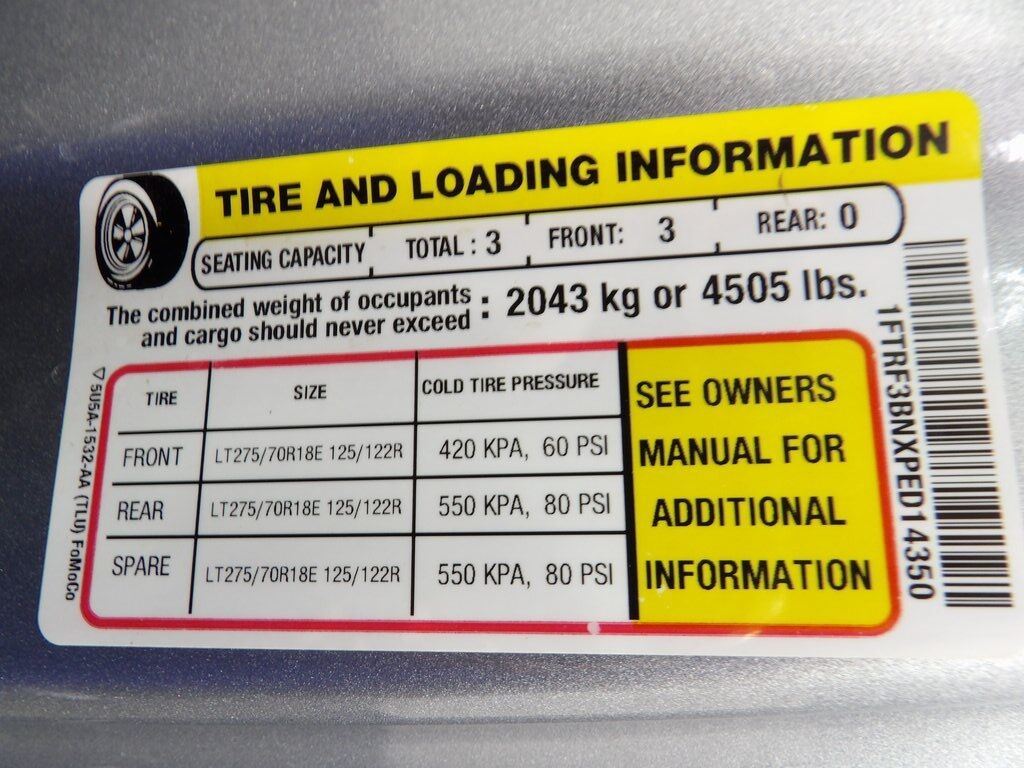 TIRE AND LOADING INFORMATION
SEATING CAPACITY TOTAL : 3 FRONT: 3 REAR: 0
The combined weight of occupants
and cargo should never exceed : 2043 kg or 4505 lbs.
TIRE SIZE COLD TIRE PRESSURE
FRONT LT275/70R18E 125/122R 420 KPA, 60 PSI
REAR LT275/70R18E 125/122R 550 KPA, 80 PSI
SPARE LT275/70R18E 125/122R 550 KPA, 80 PSI
SEE OWNERS
MANUAL FOR
ADDITIONAL
INFORMATION
5U5A-1532-AA (TLU) FoMoCo
1FTRF3BNXPED14350